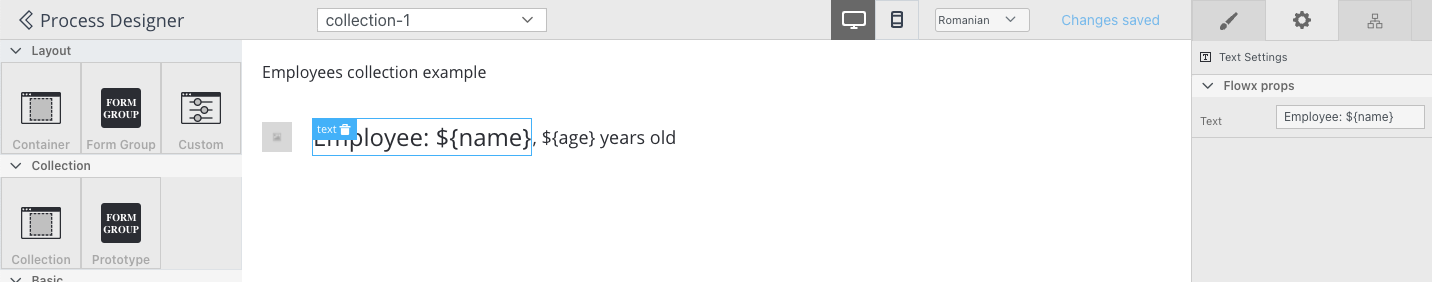 Process Designer
collection-1
Romanian
Changes saved
Layout
FORM GROUP
Container
Form Group
Custom
Collection
FORM GROUP
Collection
Prototype
Basic
Employees collection example
text
Employee: ${name}, ${age} years old
Text Settings
Flowx props
Text
Employee: ${name}